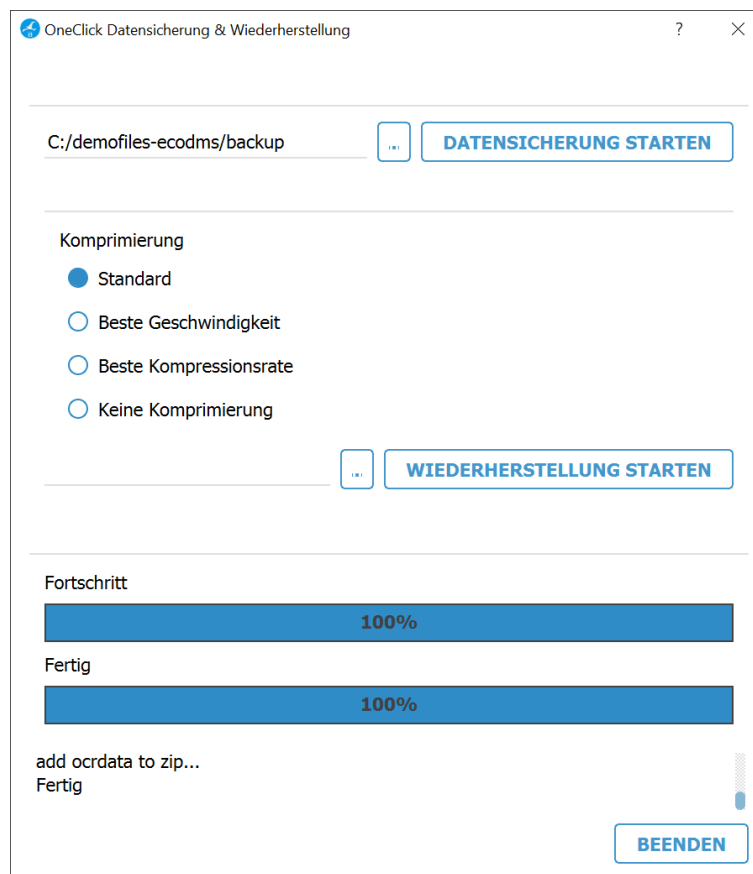 OneClick Datensicherung & Wiederherstellung ?
C:/demofiles-ecodms/backup ... DATENSICHERUNG STARTEN
Komprimierung
Standard
Beste Geschwindigkeit
Beste Kompressionsrate
Keine Komprimierung
... WIEDERHERSTELLUNG STARTEN
Fortschritt
100%
Fertig
100%
add ocrdata to zip...
Fertig
BEENDEN